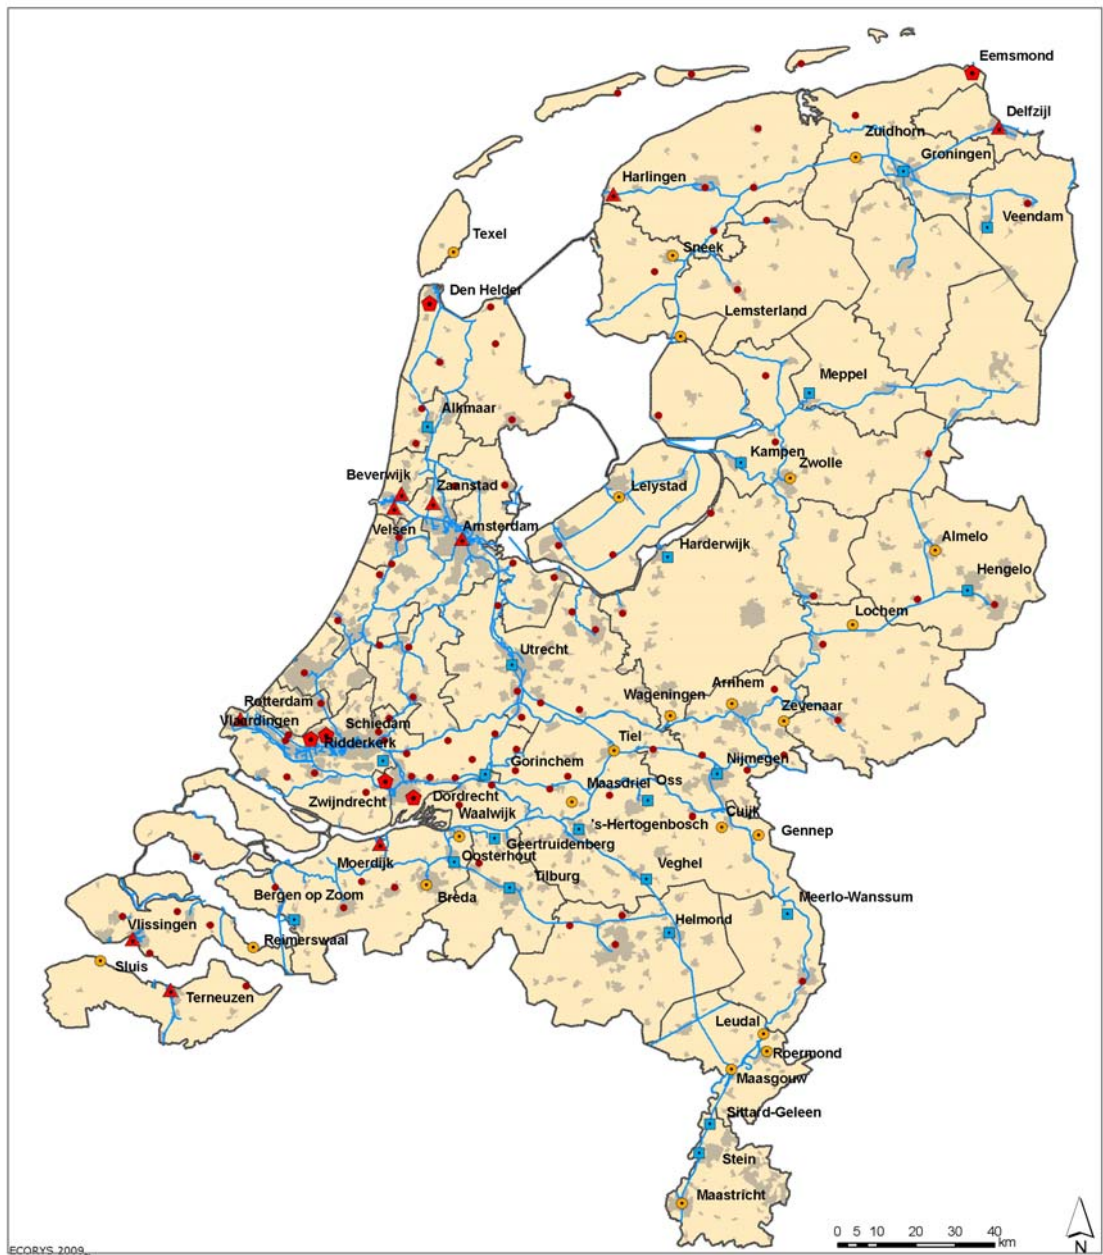 Eemsmond
Delfzijl
Zuidhorn
Groningen
Harlingen
Veendam
Texel
Sneek
Den Helder
Lemsterland
Meppel
Alkmaar
Kampen
Zwolle
Beverwijk
Zaanstad
Lelystad
Velsen
Amsterdam
Almelo
Harderwijk
Hengelo
Lochem
Utrecht
Arnhem
Wageningen
Rotterdam
Zevenaar
Vlaardingen
Schiedam
Tiel
Ridderkerk
Gorinchem
Nijmegen
Maasdriel
Oss
Zwijndrecht
Dordrecht
Waalwijk
Cuijk
's-Hertogenbosch
Gennep
Geertruidenberg
Oosterhout
Moerdijk
Veghel
Tilburg
Bergen op Zoom
Breda
Meerlo-Wanssum
Vlissingen
Helmond
Reimerswaal
Sluis
Terneuzen
Leudal
Roermond
Maasgouw
Sittard-Geleen
Stein
Maastricht
0 5 10 20 30 40
km
N
ECORYS 2009